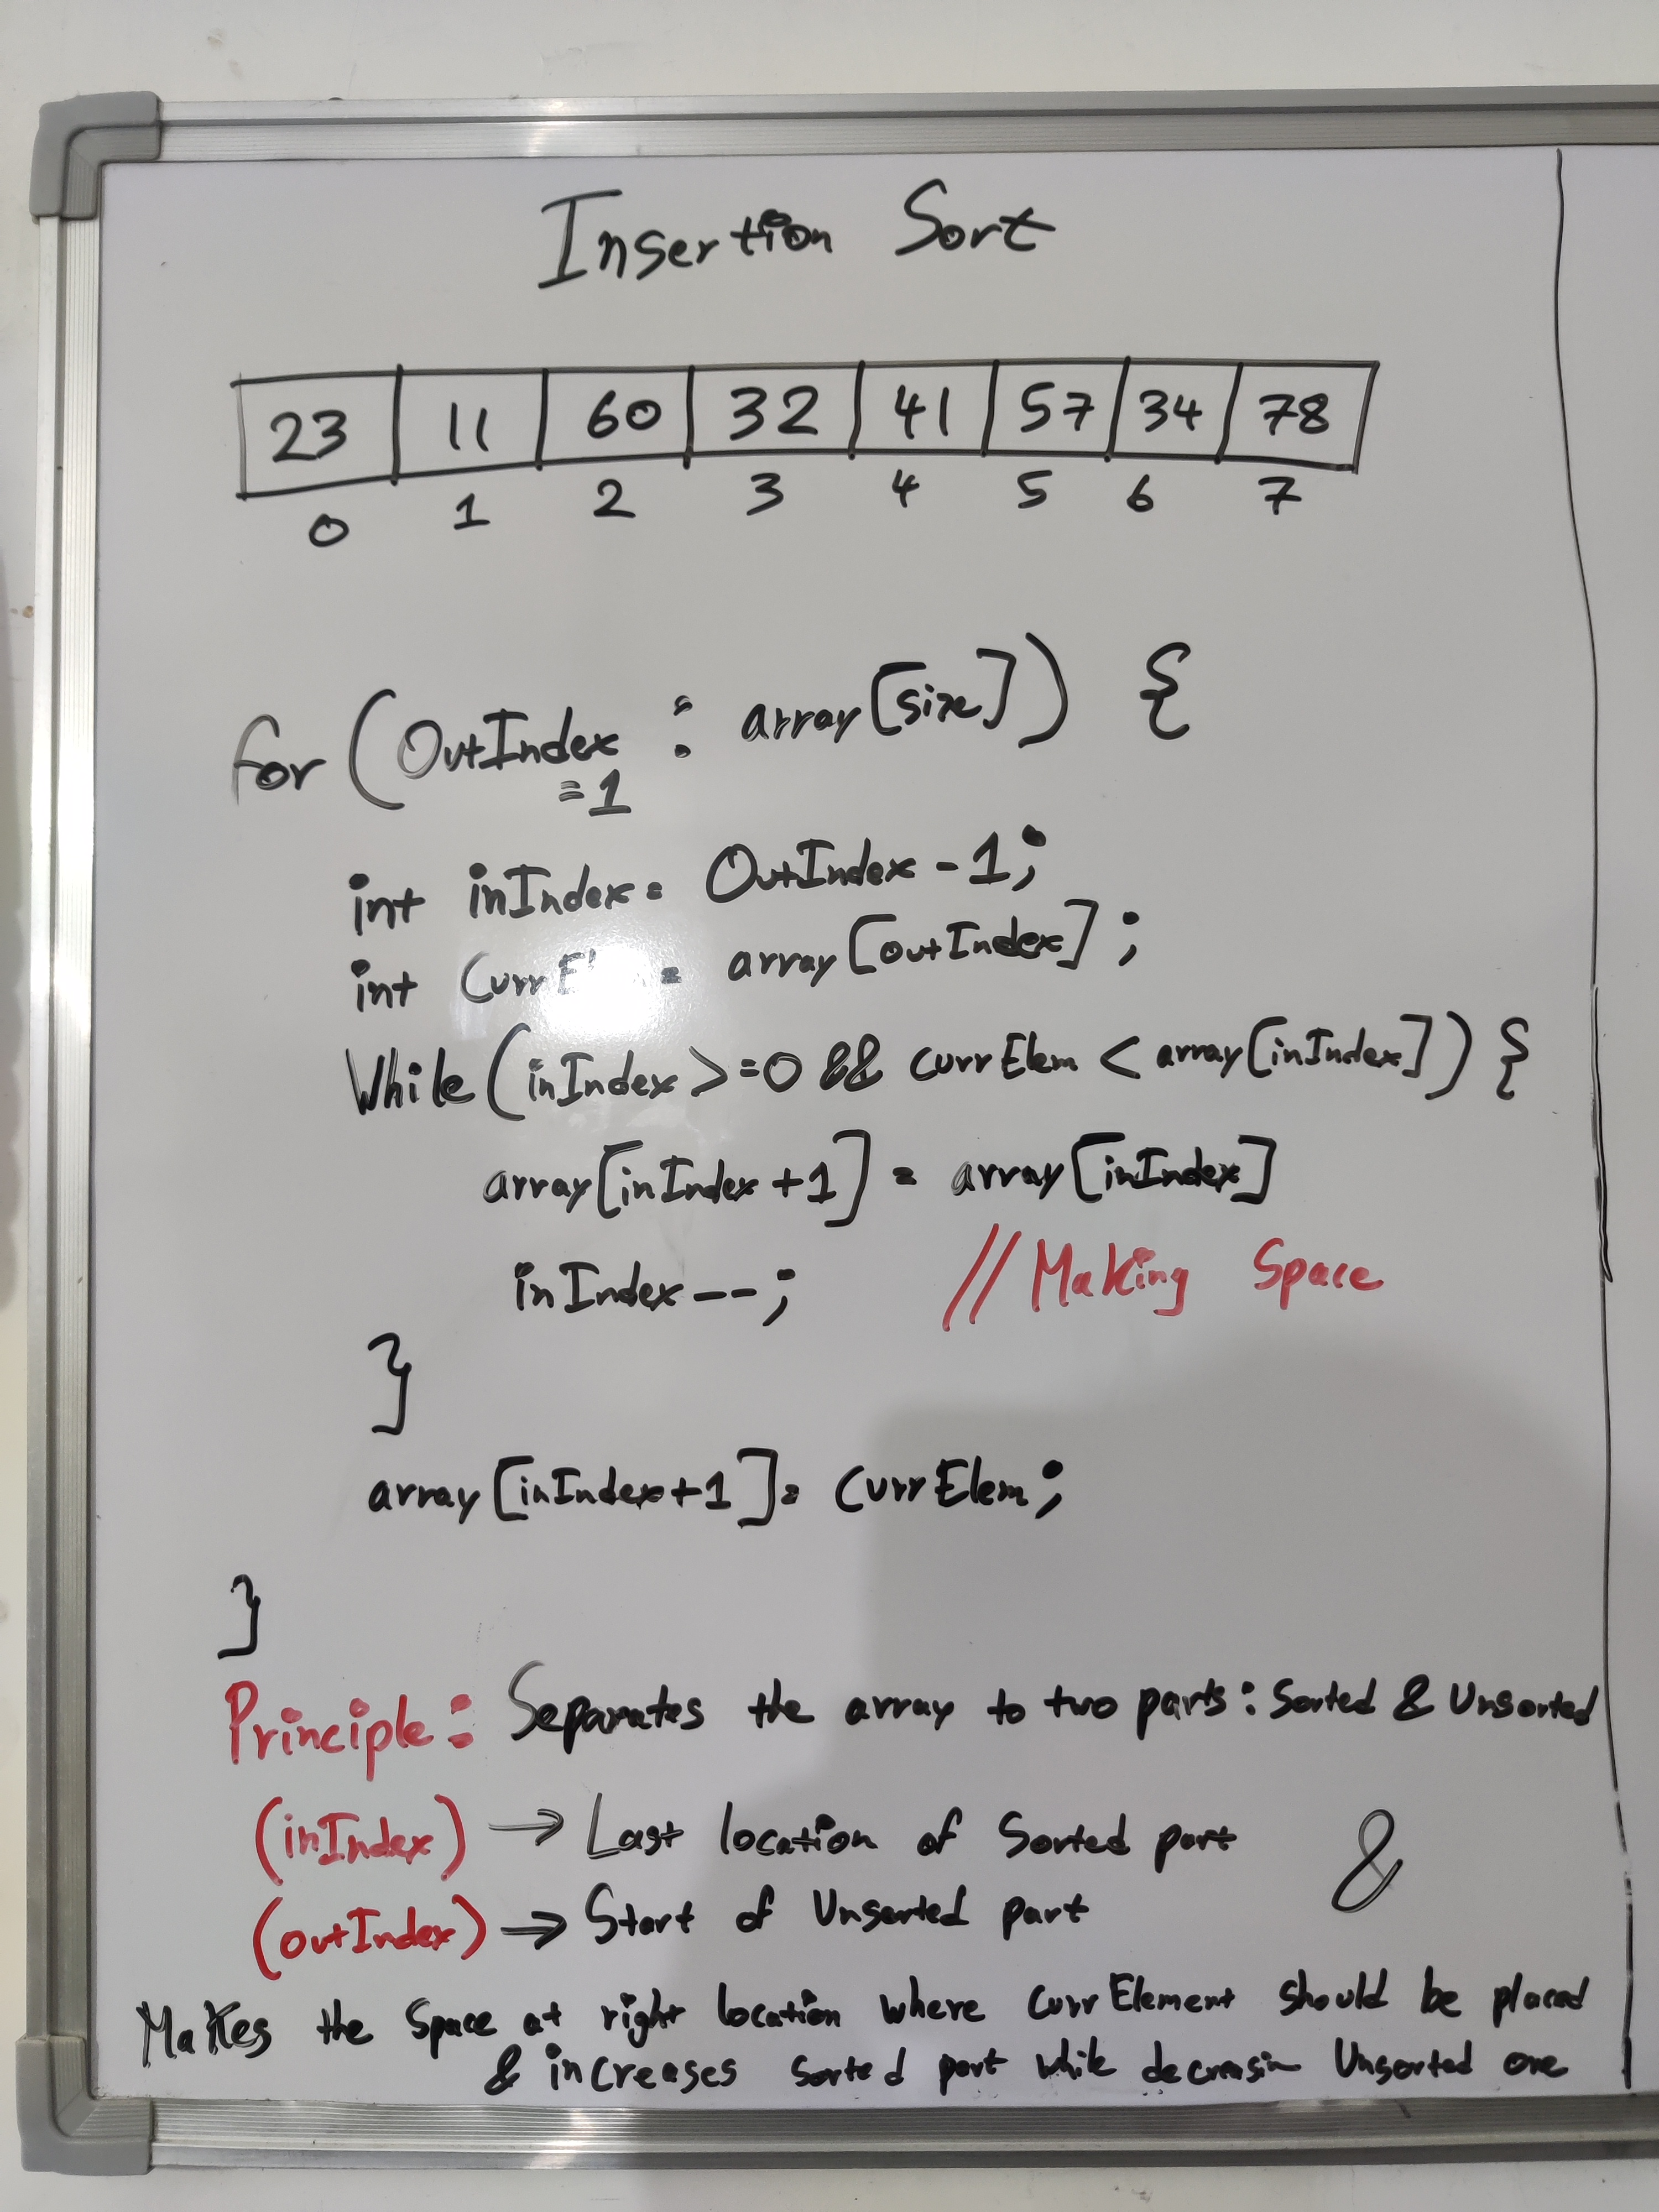 Insertion Sort
23 11 60 32 41 57 34 78
0 1 2 3 4 5 6 7
for (OutIndex : array[size]) {
=1
int inIndex = OutIndex - 1;
int = array[outIndex];
While (inIndex >=0 && currElem < array[inIndex]) {
array[inIndex+1] = array[inIndex]
inIndex--; // Making Space
}
array[inIndex+1] = CurrElem;
}
Principle: Separates the array to two parts: Sorted & Unsorted
(inIndex) → Last location of Sorted part &
(outIndex) → Start of Unsorted part
Makes the Space at right location where CurrElement should be placed
& increases sorted part while decreasin Unsorted one